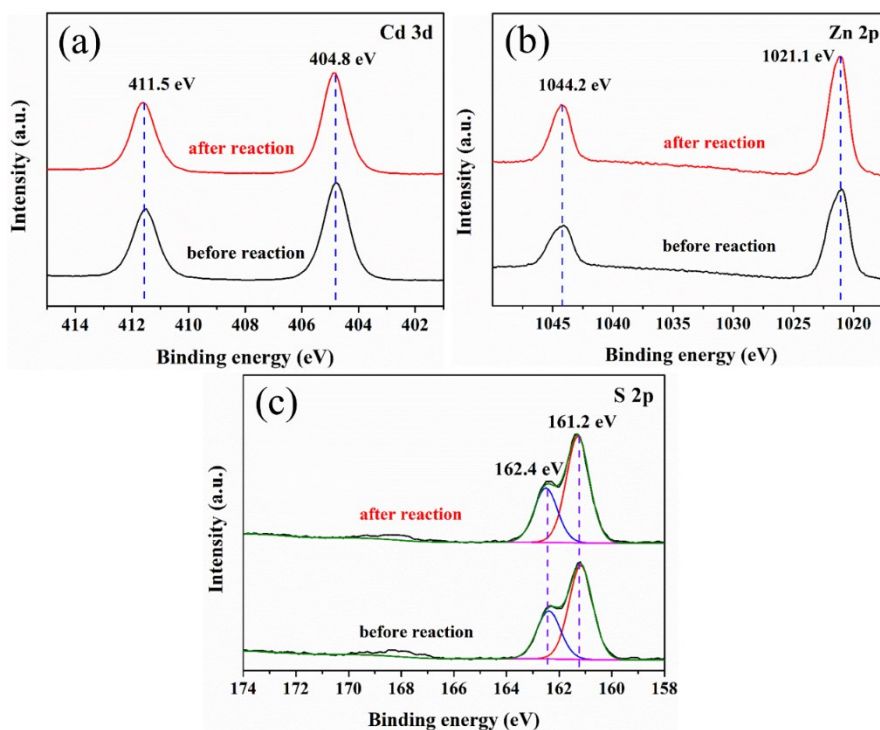 (a)
Cd 3d
411.5 eV
404.8 eV
after reaction
before reaction
Intensity (a.u.)
414 412 410 408 406 404 402
Binding energy (eV)
(b)
Zn 2p
1044.2 eV
1021.1 eV
after reaction
before reaction
Intensity (a.u.)
1045 1040 1035 1030 1025 1020
Binding energy (eV)
(c)
S 2p
161.2 eV
162.4 eV
after reaction
before reaction
Intensity (a.u.)
174 172 170 168 166 164 162 160 158
Binding energy (eV)